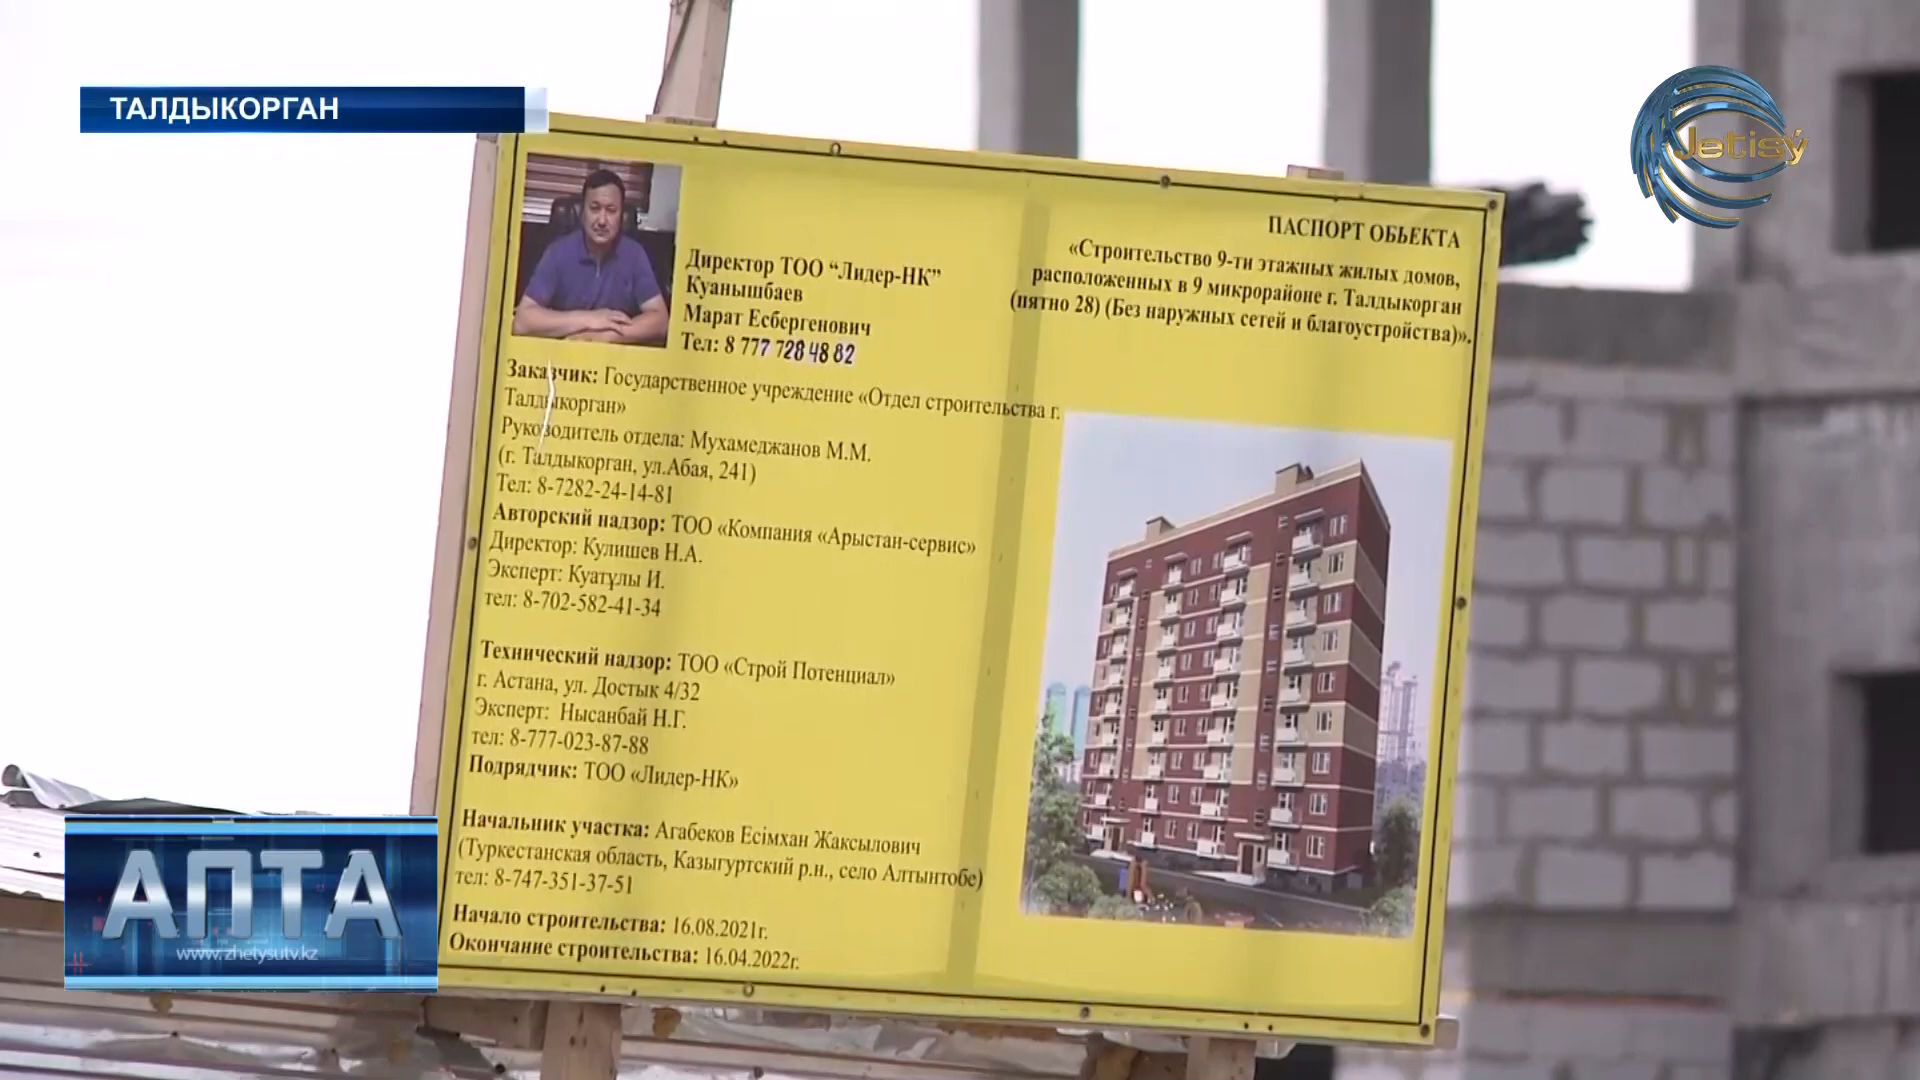 ТАЛДЫКОРГАН
Jetisý
Директор ТОО “Лидер-НК”
Куанышбаев
Марат Есбергенович
Тел: 8 777 728 48 82
ПАСПОРТ ОБЬЕКТА
«Строительство 9-ти этажных жилых домов,
расположенных в 9 микрорайоне г. Талдыкорган
(пятно 28) (Без наружных сетей и благоустройства)».
Заказчик: Государственное учреждение «Отдел строительства г.
Талдыкорган»
Руководитель отдела: Мухамеджанов М.М.
(г. Талдыкорган, ул.Абая, 241)
Тел: 8-7282-24-14-81
Авторский надзор: ТОО «Компания «Арыстан-сервис»
Директор: Кулишев Н.А.
Эксперт: Куатұлы И.
тел: 8-702-582-41-34
Технический надзор: ТОО «Строй Потенциал»
г. Астана, ул. Достык 4/32
Эксперт: Нысанбай Н.Г.
тел: 8-777-023-87-88
Подрядчик: ТОО «Лидер-НК»
Начальник участка: Агабеков Есімхан Жаксылович
(Туркестанская область, Казыгуртский р.н., село Алтынтобе)
тел: 8-747-351-37-51
Начало строительства: 16.08.2021г.
Окончание строительства: 16.04.2022г.
АПТА
www.zhetysutv.kz